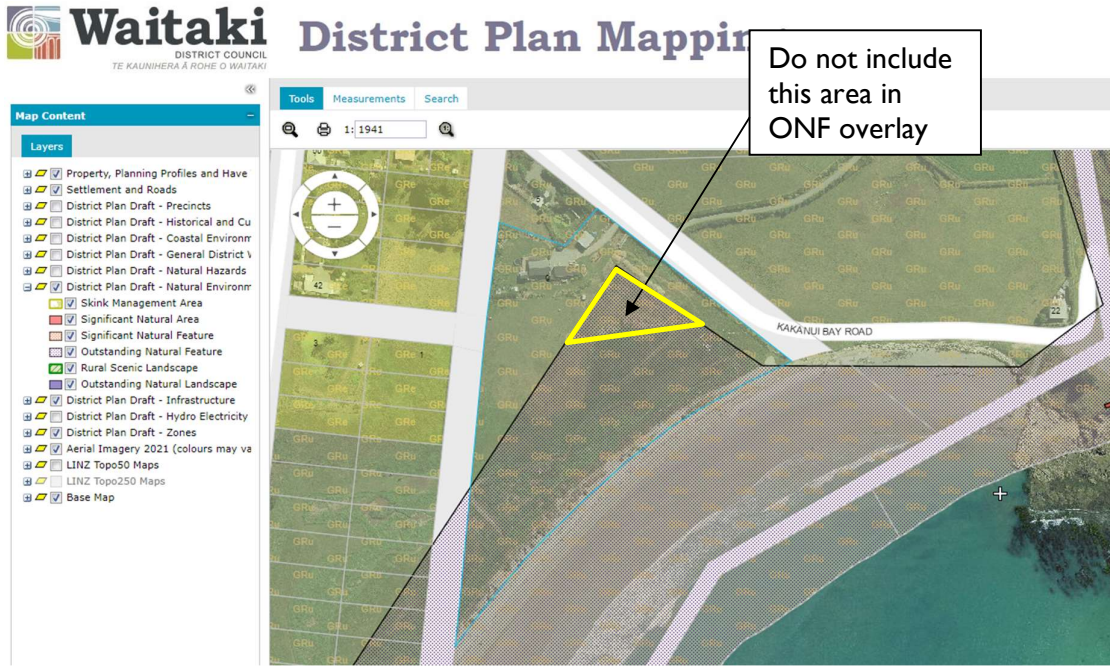 Waitaki
DISTRICT COUNCIL
TE KAUNIHERA Ā ROHE O WAITAKI
District Plan Mappin
Do not include
this area in
ONF overlay
Map Content
Layers
Property, Planning Profiles and Have
Settlement and Roads
District Plan Draft - Precincts
District Plan Draft - Historical and Cu
District Plan Draft - Coastal Environm
District Plan Draft - General District
District Plan Draft - Natural Hazards
District Plan Draft - Natural Environm
Skink Management Area
Significant Natural Area
Significant Natural Feature
Outstanding Natural Feature
Rural Scenic Landscape
Outstanding Natural Landscape
District Plan Draft - Infrastructure
District Plan Draft - Hydro Electricity
District Plan Draft - Zones
Aerial Imagery 2021 (colours may va
LINZ Topo50 Maps
LINZ Topo250 Maps
Base Map
Tools Measurements Search
1: 1941
GRe
GRu
42
9
22
KAKANUI BAY ROAD
3
1